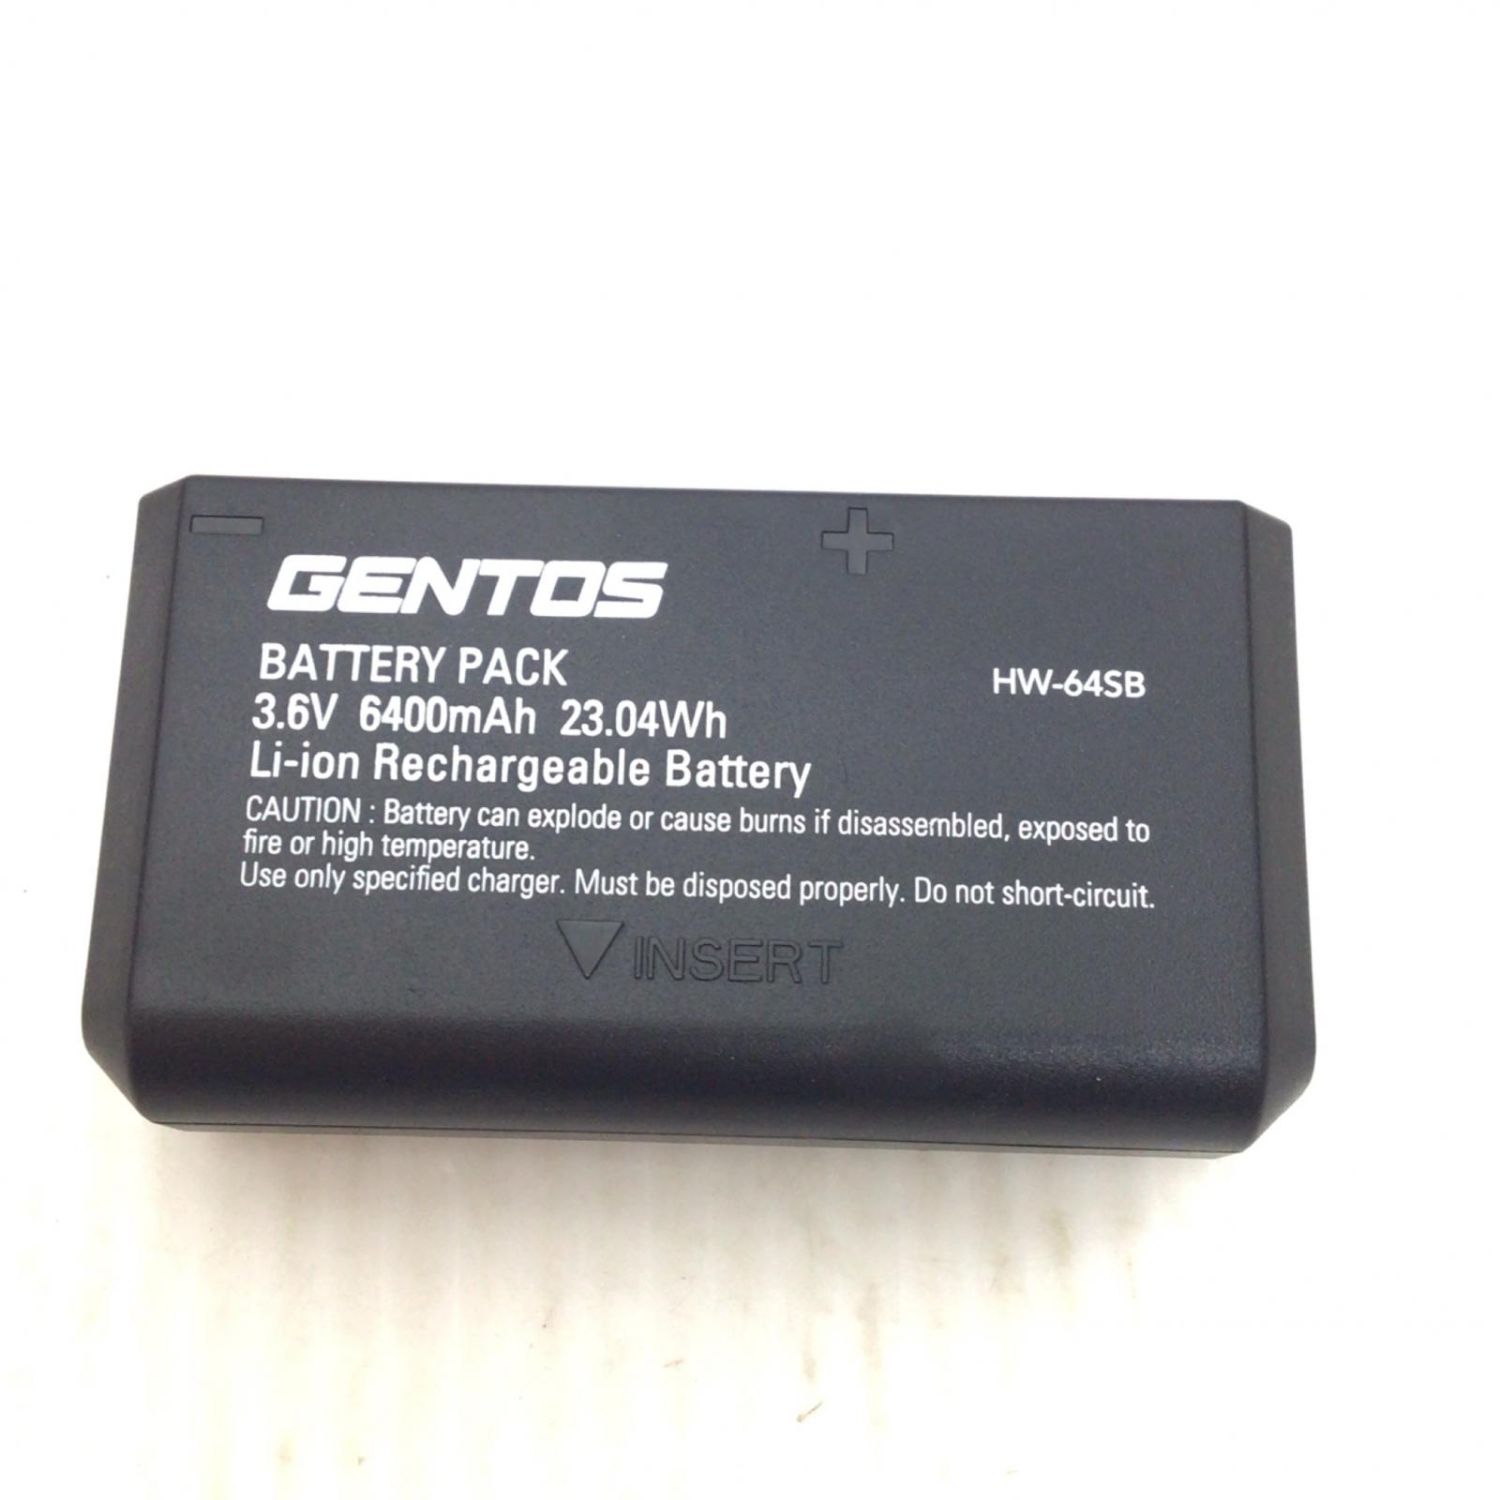 GENTOS
BATTERY PACK
HW-64SB
3.6V 6400mAh 23.04Wh
Li-ion Rechargeable Battery
CAUTION : Battery can explode or cause burns if disassembled, exposed to
fire or high temperature.
Use only specified charger. Must be disposed properly. Do not short-circuit.
▽ INSERT